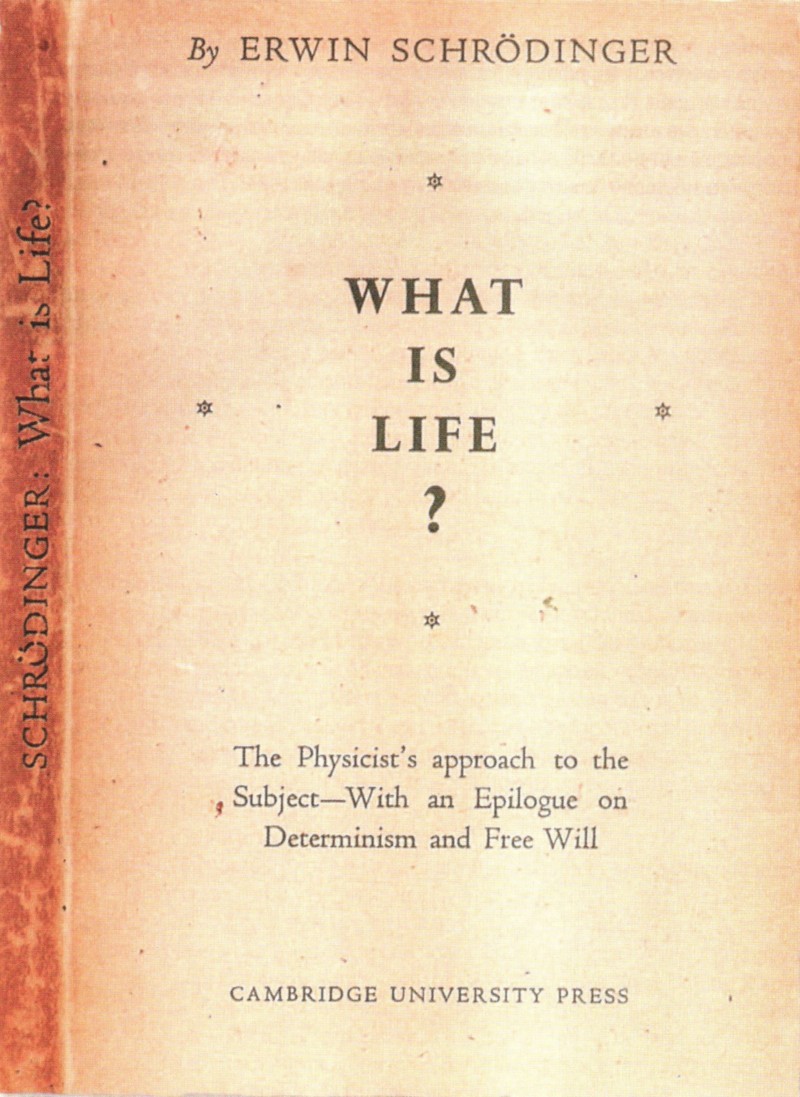 By ERWIN SCHRÖDINGER
WHAT
IS
LIFE
?
The Physicist's approach to the
Subject—With an Epilogue on
Determinism and Free Will
CAMBRIDGE UNIVERSITY PRESS
SCHRÖDINGER: What is Life?